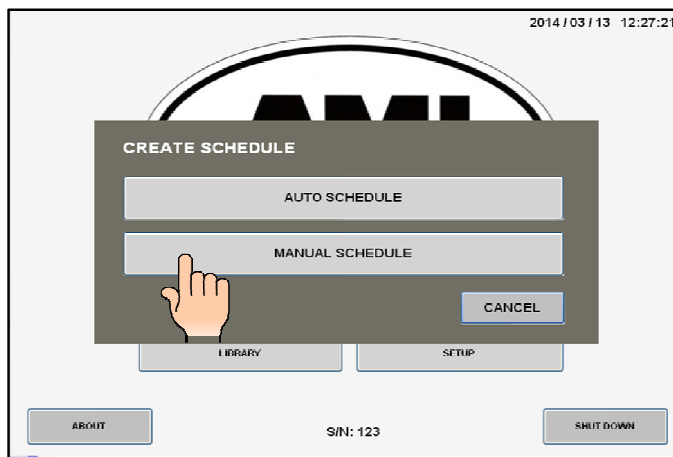 2014 / 03 / 13 12:27:21
AMI
CREATE SCHEDULE
AUTO SCHEDULE
MANUAL SCHEDULE
CANCEL
LIBRARY
SETUP
ABOUT
S/N: 123
SHUT DOWN